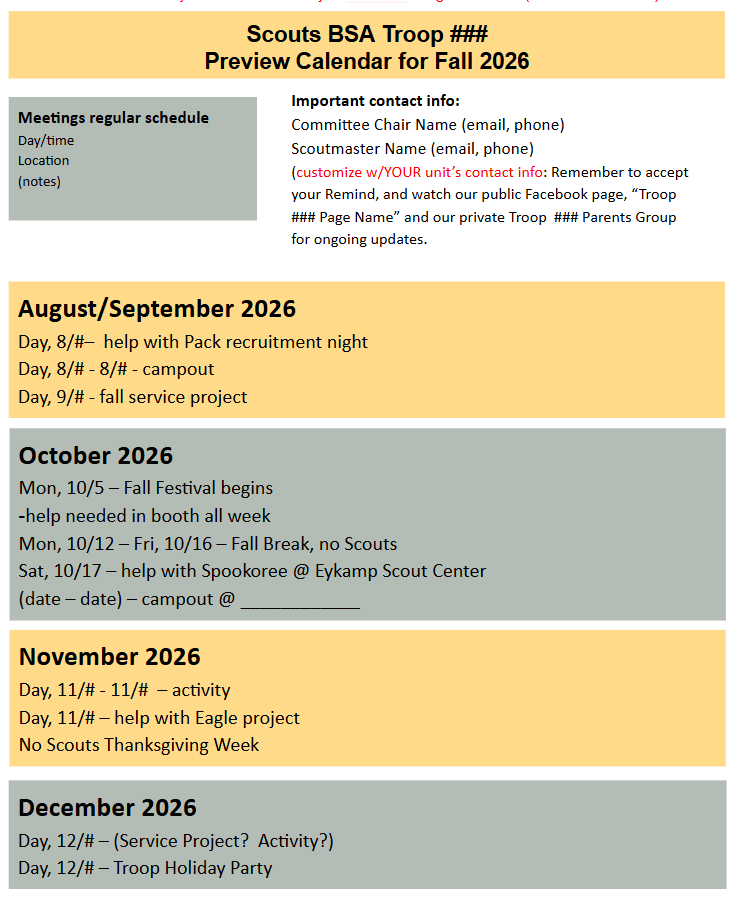 Scouts BSA Troop ###
Preview Calendar for Fall 2026
Meetings regular schedule
Day/time
Location
(notes)
Important contact info:
Committee Chair Name (email, phone)
Scoutmaster Name (email, phone)
(customize w/YOUR unit’s contact info: Remember to accept
your Remind, and watch our public Facebook page, “Troop
### Page Name” and our private Troop  ### Parents Group
for ongoing updates.
August/September 2026
Day, 8/#–  help with Pack recruitment night
Day, 8/# - 8/# - campout
Day, 9/# - fall service project
October 2026
Mon, 10/5 – Fall Festival begins
-help needed in booth all week
Mon, 10/12 – Fri, 10/16 – Fall Break, no Scouts
Sat, 10/17 – help with Spookoree @ Eykamp Scout Center
(date – date) – campout @ ____________
November 2026
Day, 11/# - 11/#  – activity
Day, 11/# – help with Eagle project
No Scouts Thanksgiving Week
December 2026
Day, 12/# – (Service Project?  Activity?)
Day, 12/# – Troop Holiday Party